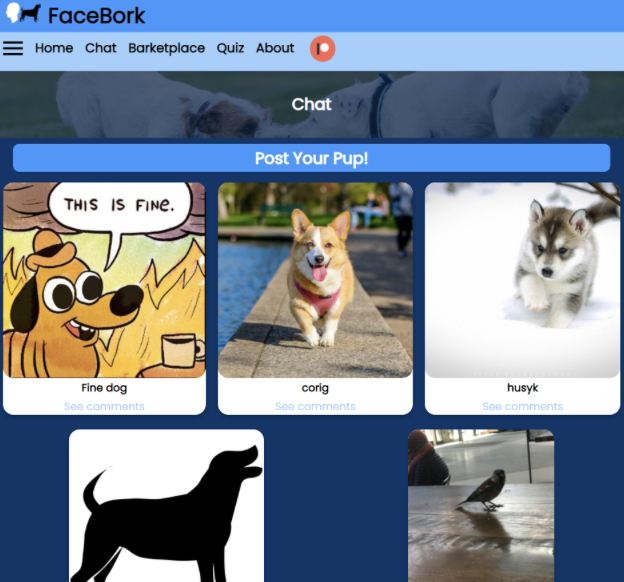 FaceBork
Home Chat Barketplace Quiz About
Chat
Post Your Pup!
THIS IS FINE.
Fine dog
corig
husyk
See comments
See comments
See comments